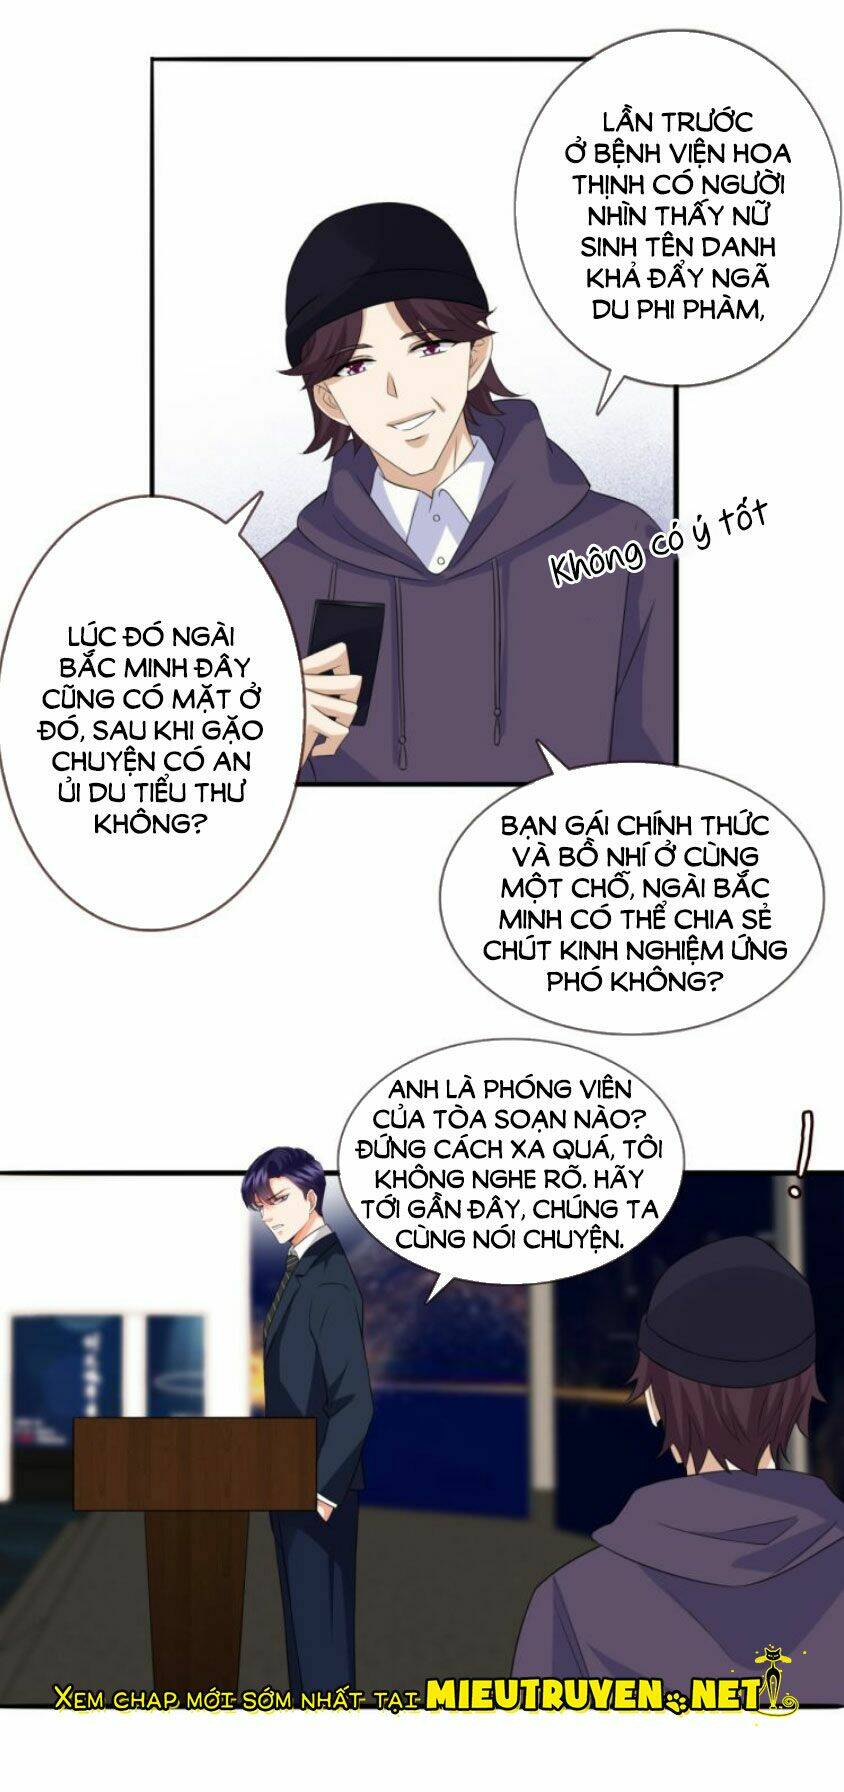 LẦN TRƯỚC
Ở BỆNH VIỆN HOA
THỊNH CÓ NGƯỜI
NHÌN THẤY NỮ
SINH TÊN DANH
KHẢ ĐẨY NGÃ
DU PHI PHÀM,
Không có ý tốt
LÚC ĐÓ NGÀI
BẮC MINH ĐÂY
CŨNG CÓ MẶT Ở
ĐÓ, SAU KHI GẶO
CHUYỆN CÓ AN
ỦI DU TIỂU THƯ
KHÔNG?
BẠN GÁI CHÍNH THỨC
VÀ BỒ NHÍ Ở CÙNG
MỘT CHỖ, NGÀI BẮC
MINH CÓ THỂ CHIA SẺ
CHÚT KINH NGHIỆM ỨNG
PHÓ KHÔNG?
ANH LÀ PHÓNG VIÊN
CỦA TÒA SOẠN NÀO?
ĐỨNG CÁCH XA QUÁ, TÔI
KHÔNG NGHE RÕ. HÃY
TỚI GẦN ĐÂY, CHÚNG TA
CÙNG NÓI CHUYỆN.
!
XEM CHAP MỚI SỚM NHẤT TẠI MIEUTRUYEN.NET